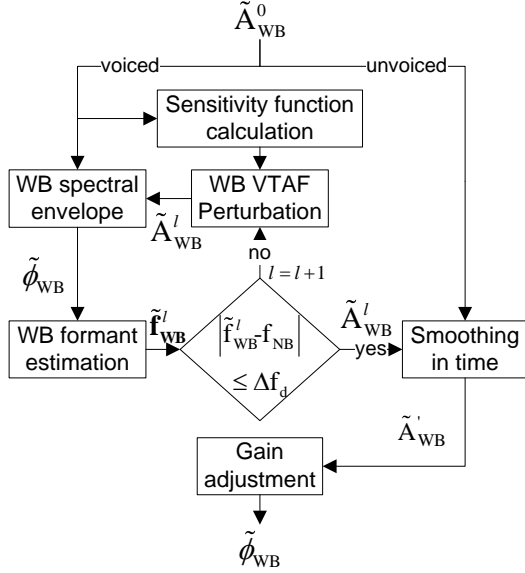 Ã⁰_WB
voiced
unvoiced
Sensitivity function
calculation
WB spectral
envelope
WB VTAF
Perturbation
Ã^l_WB
no
l = l+1
ϕ̃_WB
WB formant
estimation
f̃^l_WB
|f̃^l_WB-f_NB|
≤ Δf_d
Ã^l_WB
yes
Smoothing
in time
Ã'_WB
Gain
adjustment
ϕ̃_WB